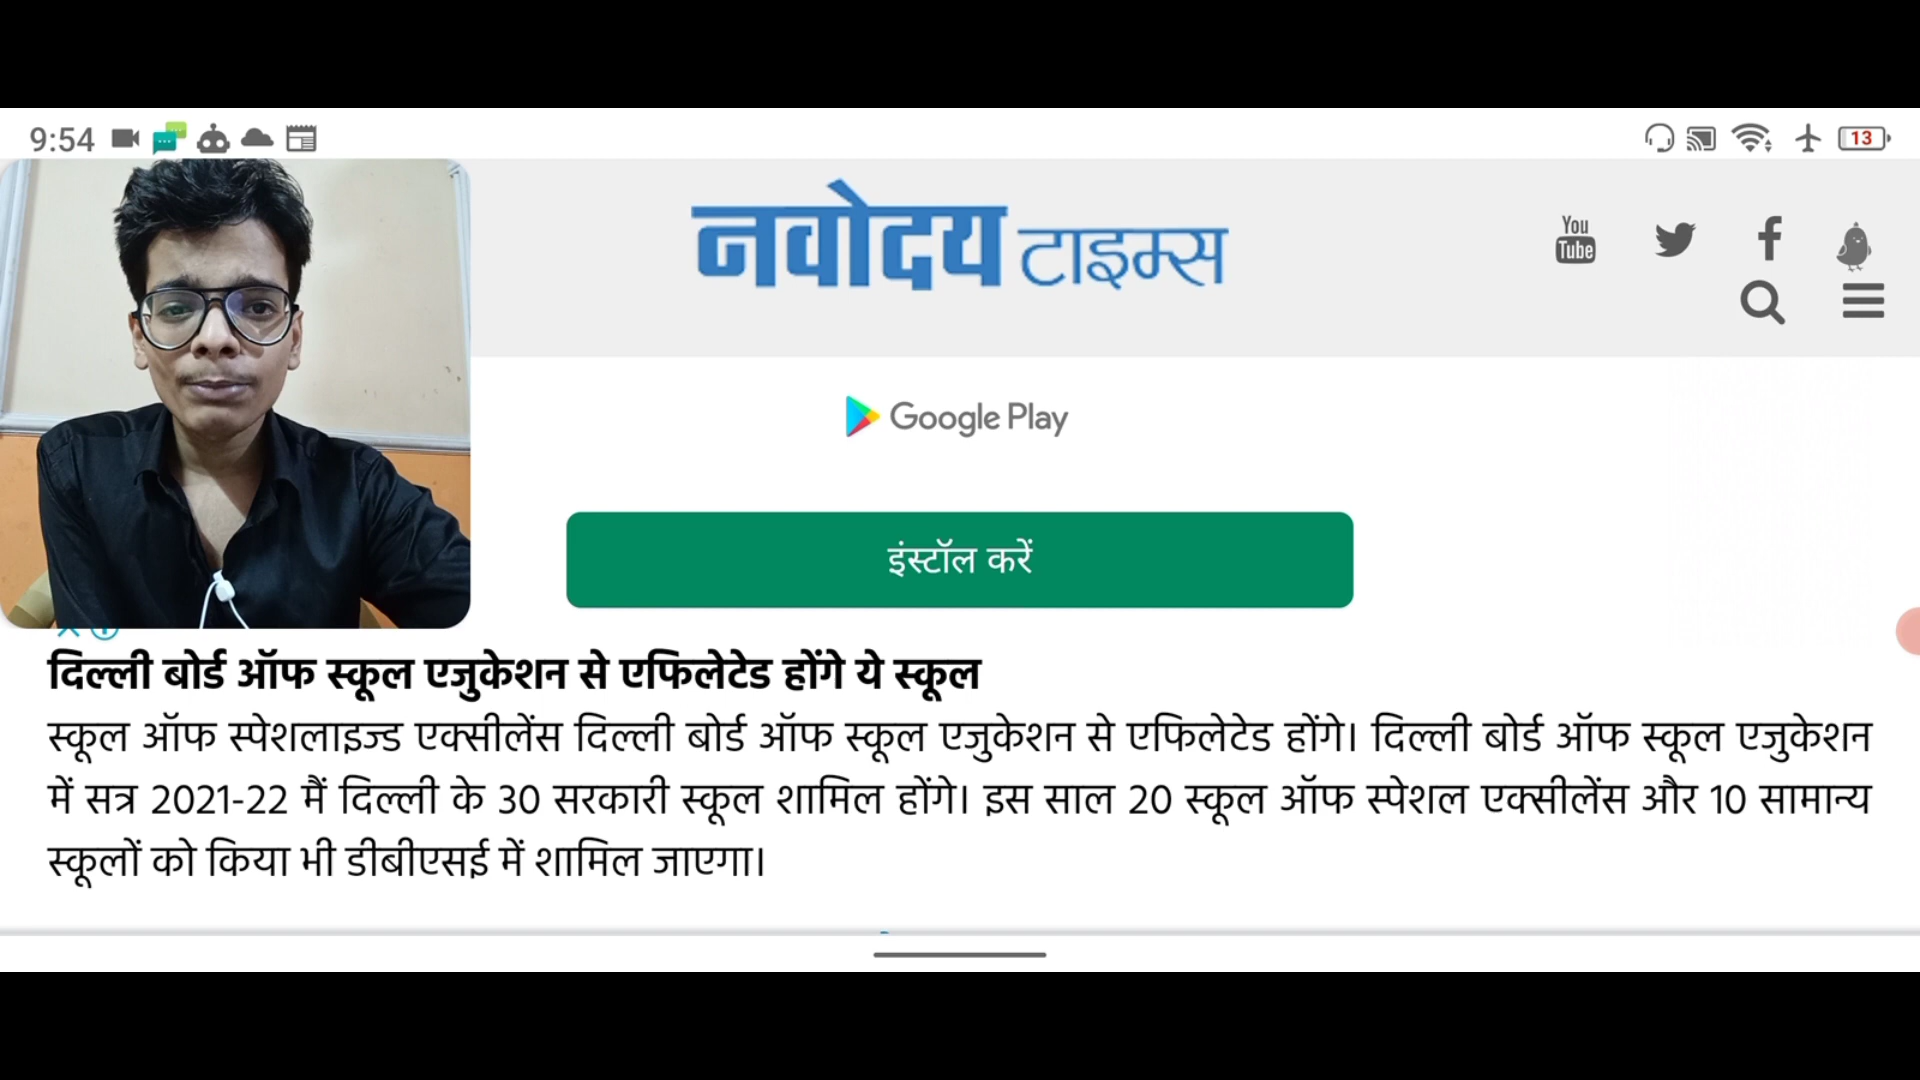 9:54
13
नवोदय टाइम्स
You
Tube
Google Play
इंस्टॉल करें
दिल्ली बोर्ड ऑफ स्कूल एजुकेशन से एफिलेटेड होंगे ये स्कूल
स्कूल ऑफ स्पेशलाइज्ड एक्सीलेंस दिल्ली बोर्ड ऑफ स्कूल एजुकेशन से एफिलेटेड होंगे। दिल्ली बोर्ड ऑफ स्कूल एजुकेशन
में सत्र 2021-22 मैं दिल्ली के 30 सरकारी स्कूल शामिल होंगे। इस साल 20 स्कूल ऑफ स्पेशल एक्सीलेंस और 10 सामान्य
स्कूलों को किया भी डीबीएसई में शामिल जाएगा।